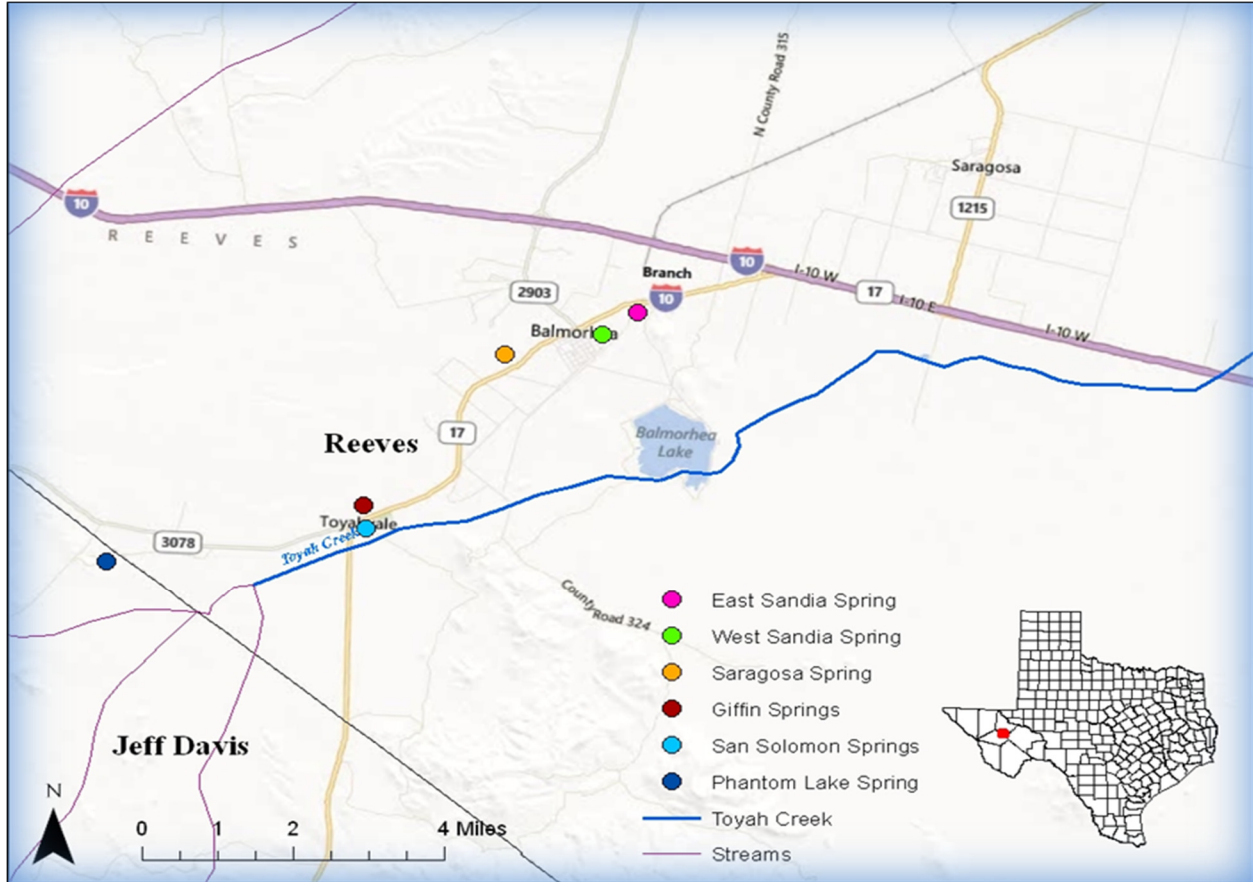 N County Road 315
Saragosa
1215
10
R E E V E S
10
I-10 W
Branch
2903
10
17
I-10 E
I-10 W
Balmorhea
17
Balmorhea
Lake
Reeves
Toyahvale
3078
Toyah Creek
County Road 324
East Sandia Spring
West Sandia Spring
Saragosa Spring
Giffin Springs
San Solomon Springs
Phantom Lake Spring
Toyah Creek
Streams
Jeff Davis
N
0 1 2 4 Miles